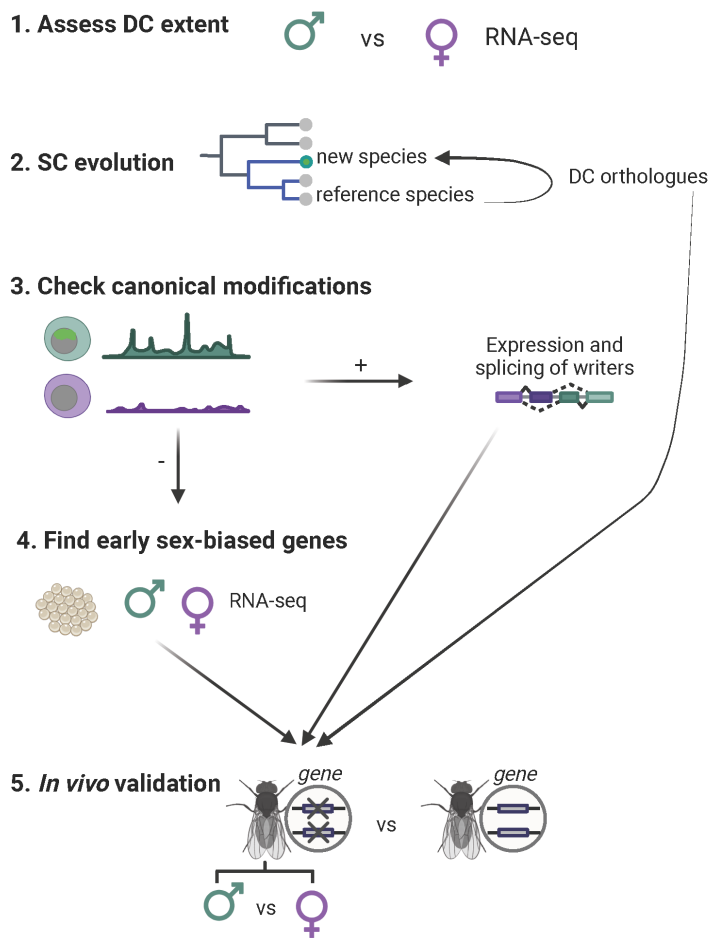 1. Assess DC extent
vs
RNA-seq
2. SC evolution
new species
reference species
DC orthologues
3. Check canonical modifications
+
Expression and
splicing of writers
-
4. Find early sex-biased genes
RNA-seq
5. In vivo validation
gene
vs
gene
vs